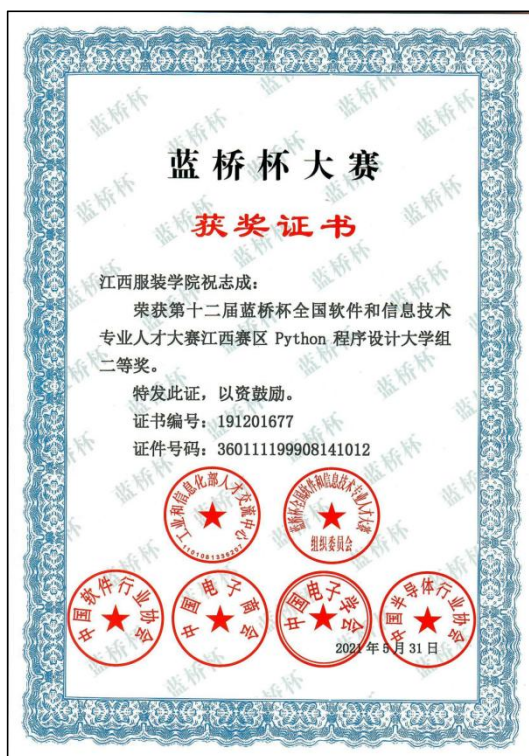 蓝桥杯大赛
获奖证书
江西服装学院祝志成:
荣获第十二届蓝桥杯全国软件和信息技术
专业人才大赛江西赛区 Python 程序设计大学组
二等奖。
特发此证，以资鼓励。
证书编号：191201677
证件号码：360111199908141012
工业和信息化部人才交流中心
1101081338207
蓝桥杯全国软件和信息技术专业人才大赛
组织委员会
中国软件行业协会
中国电子商会
中国电子学会
中国半导体行业协会
2021 年 5 月 31 日
蓝桥杯